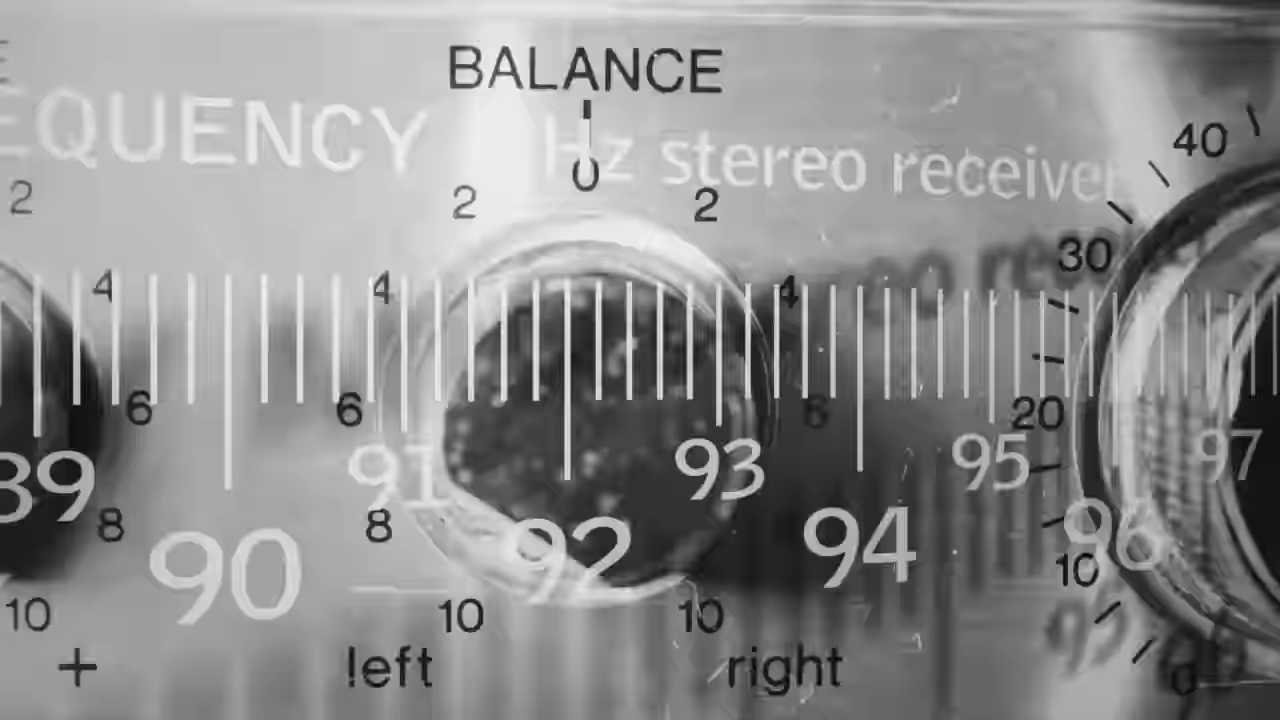 BALANCE
EQUENCY Hz stereo receiver
0
40
2 2 2
30
4 4 4
6 6 6 20
89 90 91 92 93 94 95 96 97
8 8
10
10 10 10
0
+ left right